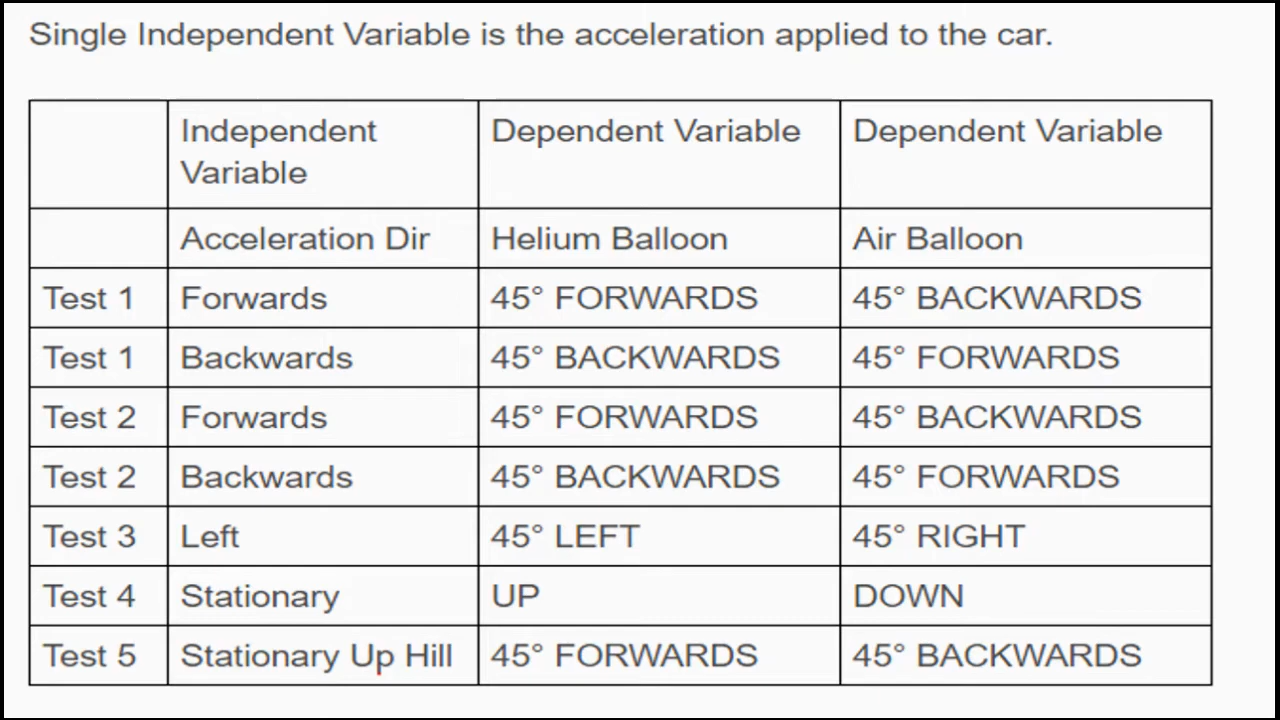 Single Independent Variable is the acceleration applied to the car.
Independent Variable Dependent Variable Dependent Variable
Acceleration Dir Helium Balloon Air Balloon
Test 1 Forwards 45° FORWARDS 45° BACKWARDS
Test 1 Backwards 45° BACKWARDS 45° FORWARDS
Test 2 Forwards 45° FORWARDS 45° BACKWARDS
Test 2 Backwards 45° BACKWARDS 45° FORWARDS
Test 3 Left 45° LEFT 45° RIGHT
Test 4 Stationary UP DOWN
Test 5 Stationary Up Hill 45° FORWARDS 45° BACKWARDS